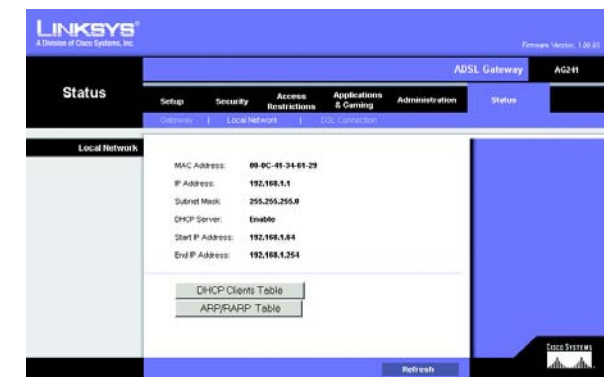 LINKSYS®
A Division of Cisco Systems, Inc.
Firmware Version: 1.00.01
ADSL Gateway AG241
Status
Setup Security Access Restrictions Applications & Gaming Administration Status
Gateway | Local Network | DSL Connection
Local Network
MAC Address: 00-0C-41-34-61-29
IP Address: 192.168.1.1
Subnet Mask: 255.255.255.0
DHCP Server: Enable
Start IP Address: 192.168.1.64
End IP Address: 192.168.1.254
DHCP Clients Table
ARP/RARP Table
CISCO SYSTEMS
Refresh